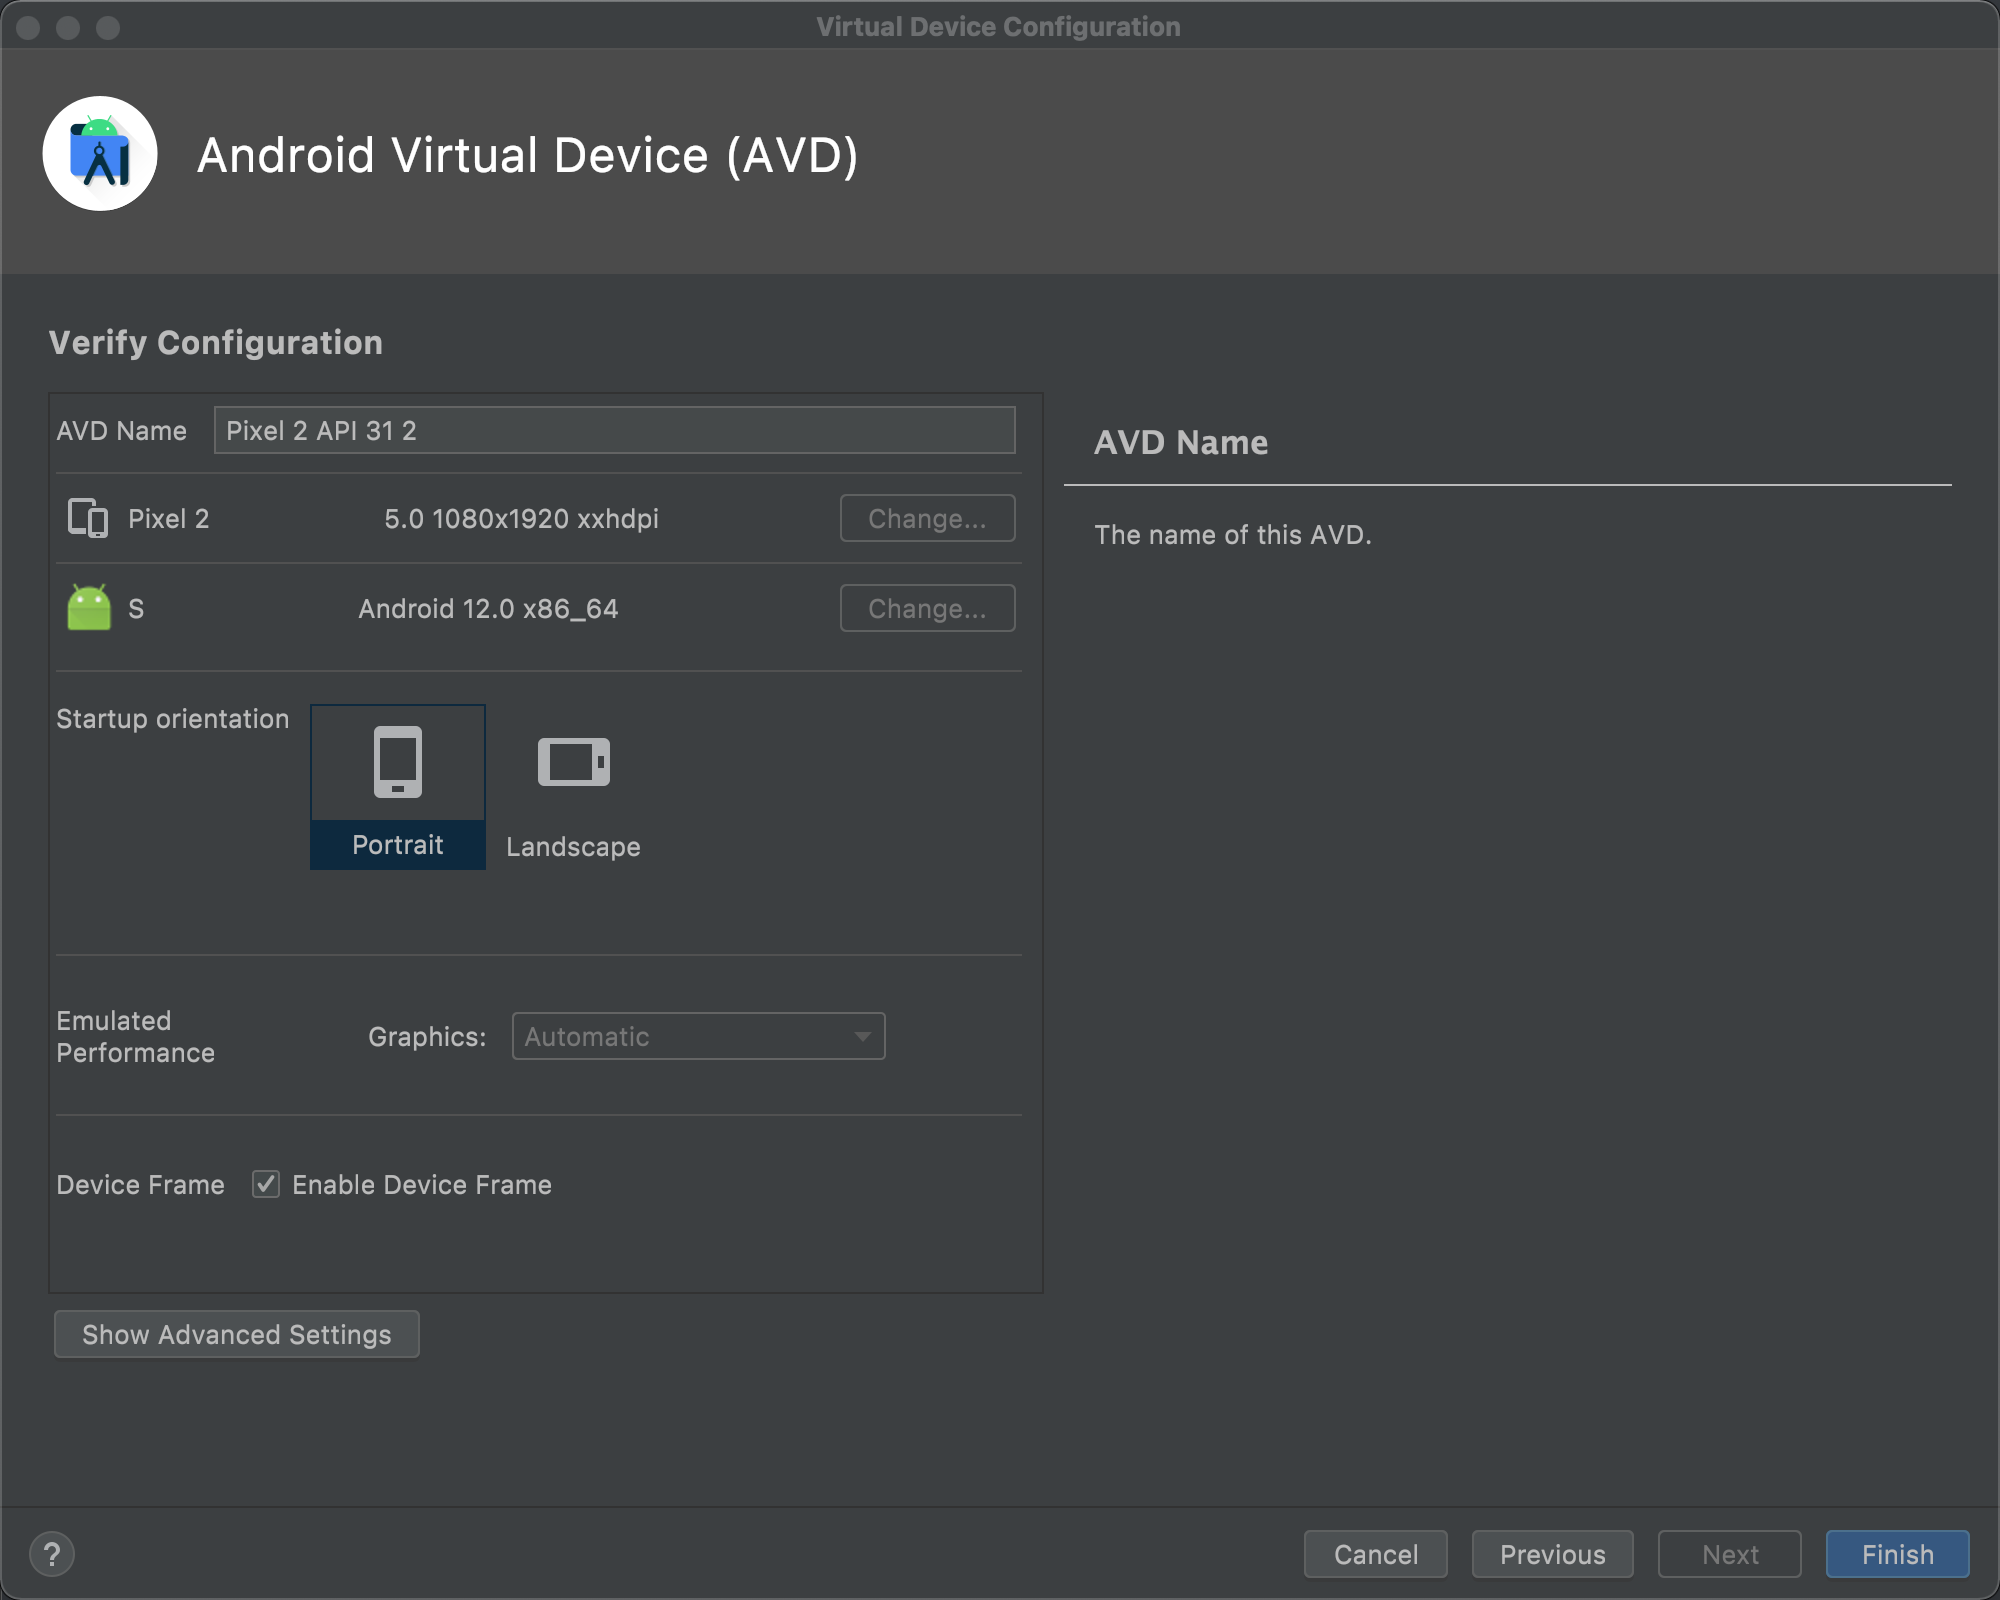 Virtual Device Configuration
Android Virtual Device (AVD)
Verify Configuration
AVD Name Pixel 2 API 31 2
Pixel 2 5.0 1080x1920 xxhdpi Change...
S Android 12.0 x86_64 Change...
Startup orientation
Portrait Landscape
Emulated
Performance
Graphics: Automatic
Device Frame Enable Device Frame
Show Advanced Settings
AVD Name
The name of this AVD.
? Cancel Previous Next Finish